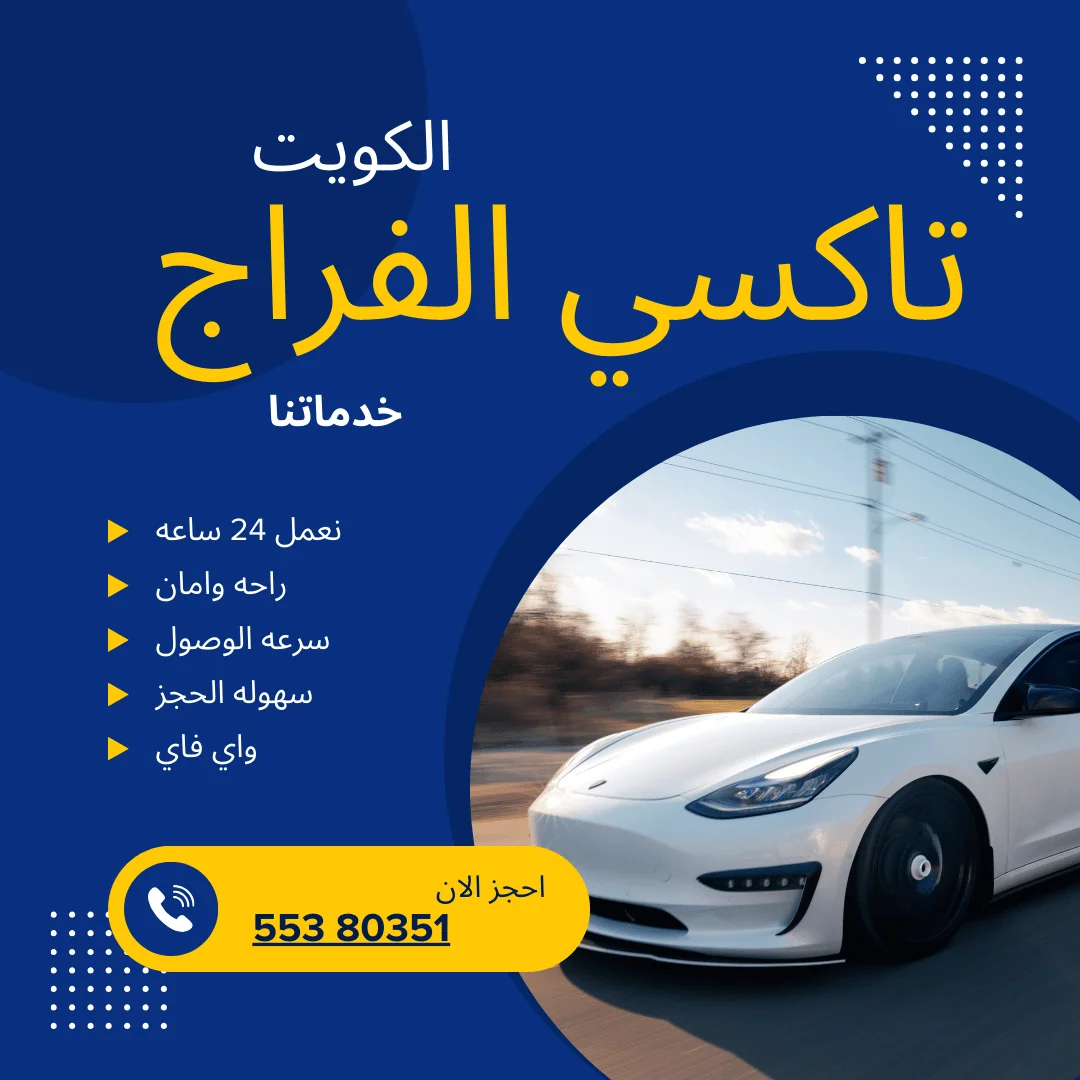 الكويت
تاكسي الفراج
خدماتنا
نعمل 24 ساعه
راحه وامان
سرعه الوصول
سهوله الحجز
واي فاي
احجز الان
553 80351